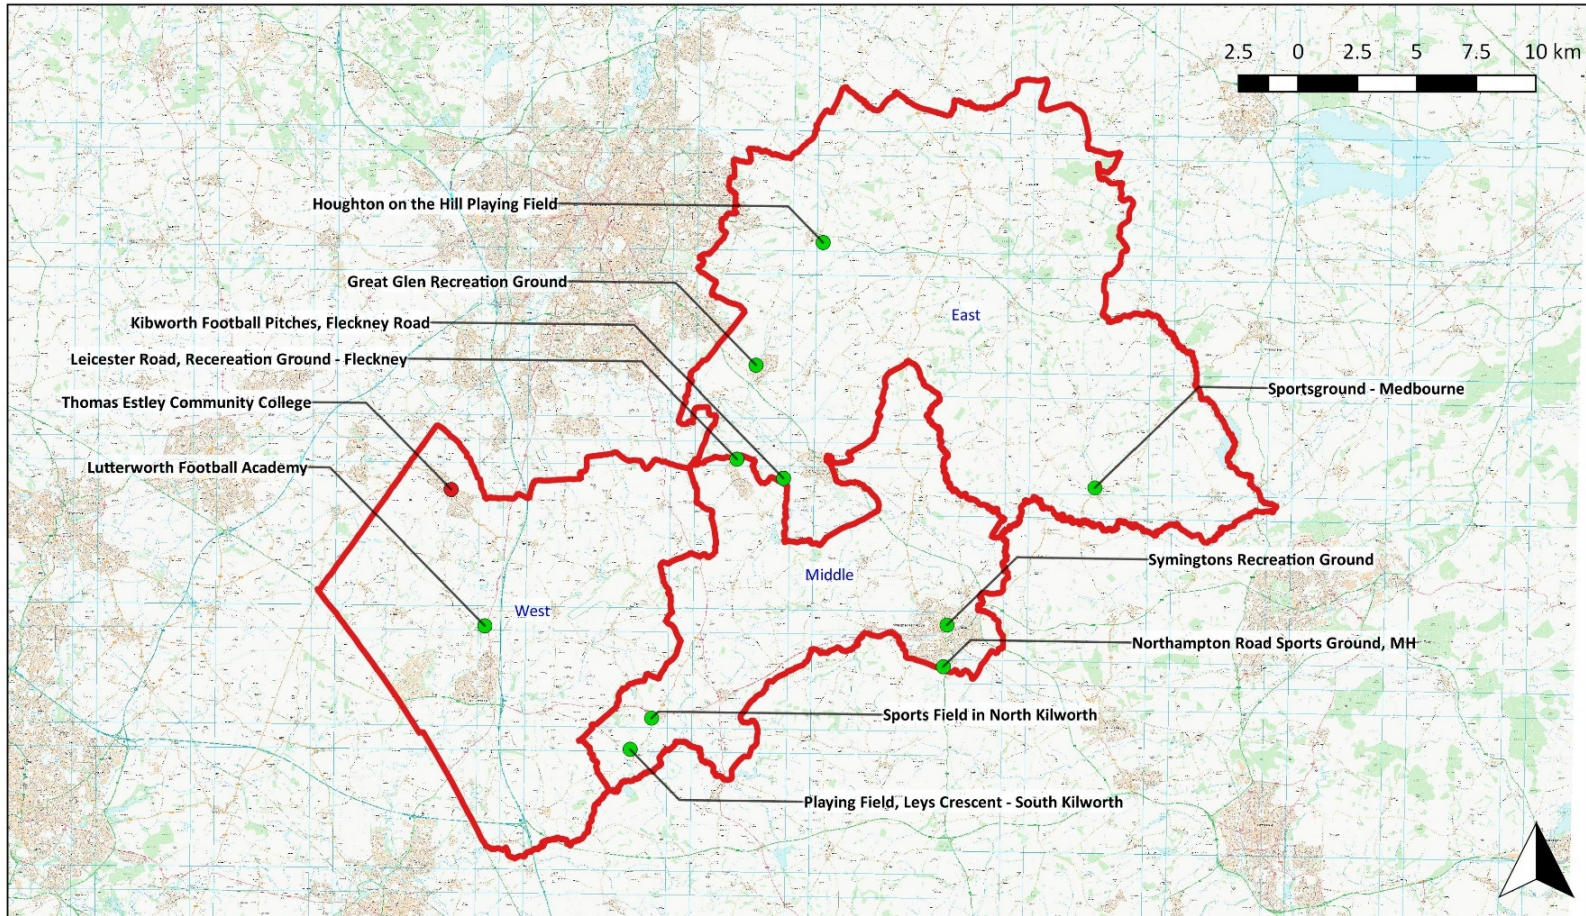 2.5 0 2.5 5 7.5 10 km
Houghton on the Hill Playing Field
Great Glen Recreation Ground
East
Kibworth Football Pitches, Fleckney Road
Leicester Road, Recereation Ground - Fleckney
Sportsground - Medbourne
Thomas Estley Community College
Lutterworth Football Academy
Symingtons Recreation Ground
Middle
West
Northampton Road Sports Ground, MH
Sports Field in North Kilworth
Playing Field, Leys Crescent - South Kilworth